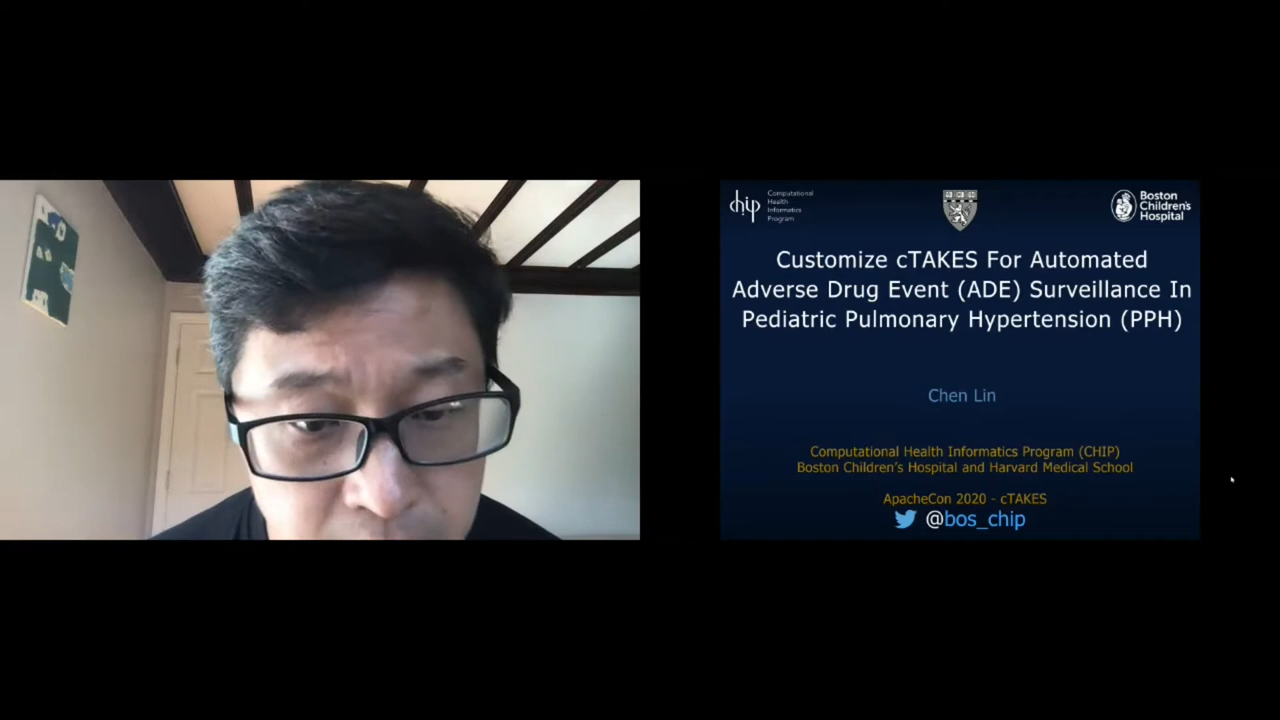 chip
Computational
Health
Informatics
Program
Boston
Children's
Hospital
Customize cTAKES For Automated
Adverse Drug Event (ADE) Surveillance In
Pediatric Pulmonary Hypertension (PPH)
Chen Lin
Computational Health Informatics Program (CHIP)
Boston Children's Hospital and Harvard Medical School
ApacheCon 2020 - cTAKES
@bos_chip